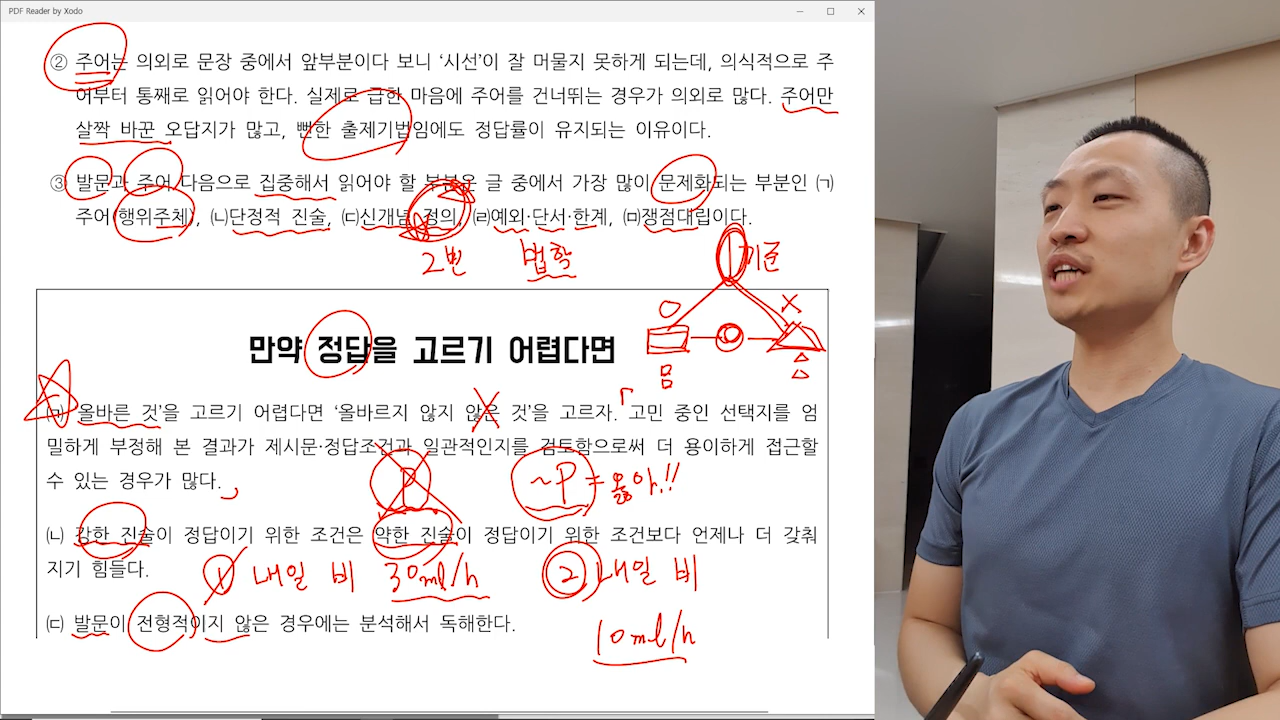 PDF Reader by Xodo
② 주어는 의외로 문장 중에서 앞부분이다 보니 ‘시선’이 잘 머물지 못하게 되는데, 의식적으로 주
어부터 통째로 읽어야 한다. 실제로 급한 마음에 주어를 건너뛰는 경우가 의외로 많다. 주어만
살짝 바꾼 오답지가 많고, 뻔한 출제기법임에도 정답률이 유지되는 이유이다.
③ 발문과 주어 다음으로 집중해서 읽어야 할 부분은 글 중에서 가장 많이 문제화되는 부분인 ㈀
주어(행위주체), ㈁단정적 진술, ㈂신개념 정의, ㈃예외·단서·한계, ㈄쟁점대립이다.
2번 법학 기준
O X
만약 정답을 고르기 어렵다면
㈀ ‘올바른 것’을 고르기 어렵다면 ‘올바르지 않지 않은 것’을 고르자. 고민 중인 선택지를 엄
밀하게 부정해 본 결과가 제시문·정답조건과 일관적인지를 검토함으로써 더 용이하게 접근할
수 있는 경우가 많다.
P ~P = 옳아!!
㈁ 강한 진술이 정답이기 위한 조건은 약한 진술이 정답이기 위한 조건보다 언제나 더 갖춰
지기 힘들다.
① 내일 비 30ml/h ② 내일 비
㈂ 발문이 전형적이지 않은 경우에는 분석해서 독해한다.
10ml/h